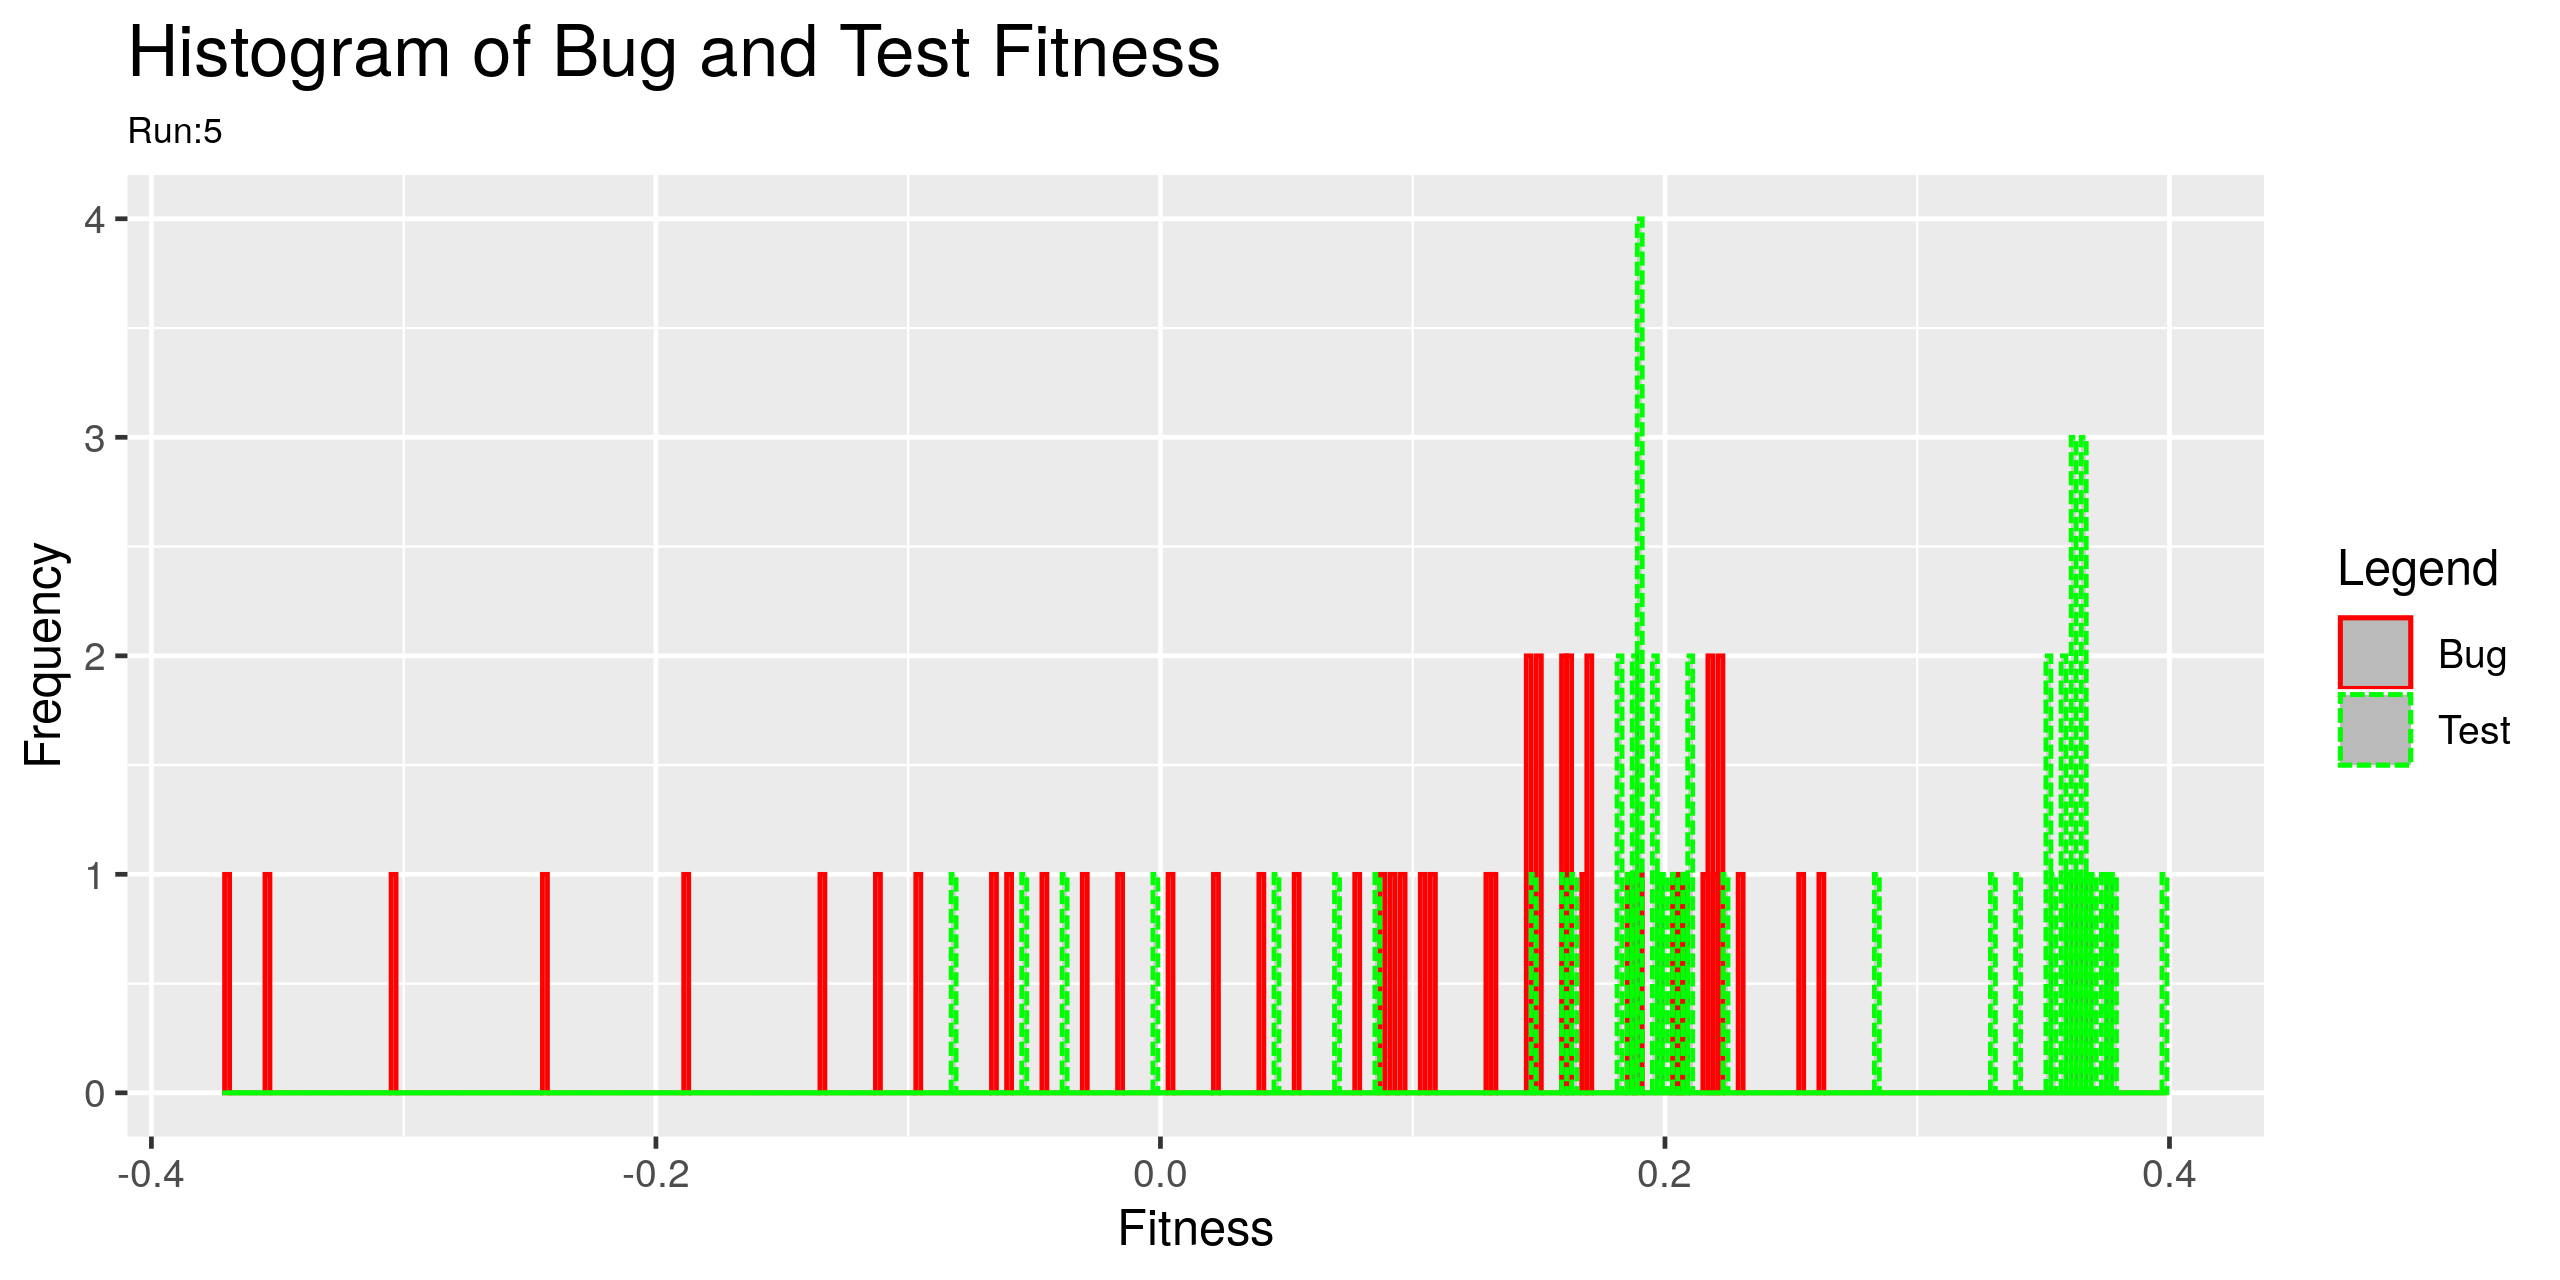 Histogram of Bug and Test Fitness
Run:5
Frequency
4
3
2
1
0
-0.4
-0.2
0.0
0.2
0.4
Fitness
Legend
Bug
Test